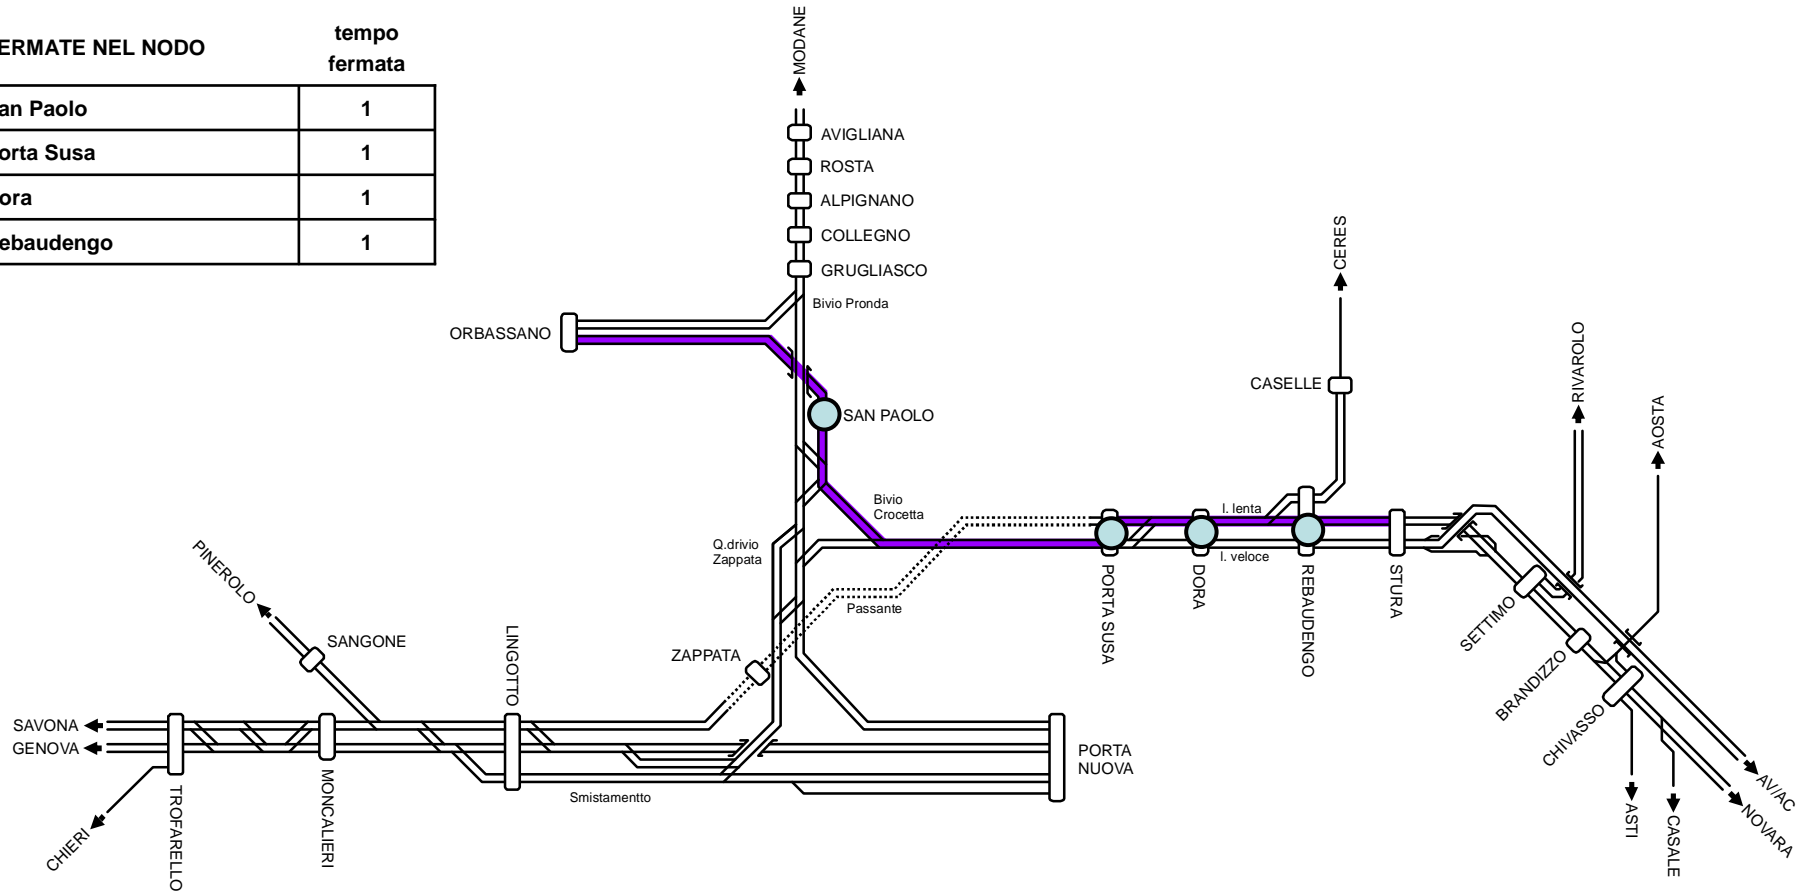 ERMATE NEL NODO
tempo
fermata
an Paolo 1
orta Susa 1
ora 1
ebaudengo 1
MODANE
AVIGLIANA
ROSTA
ALPIGNANO
COLLEGNO
GRUGLIASCO
Bivio Pronda
ORBASSANO
SAN PAOLO
CERES
CASELLE
RIVAROLO
AOSTA
Bivio
Crocetta
l. lenta
l. veloce
Q.drivio
Zappata
Passante
PORTA SUSA
DORA
REBAUDENGO
STURA
SETTIMO
BRANDIZZO
CHIVASSO
PINEROLO
SANGONE
LINGOTTO
ZAPPATA
SAVONA
GENOVA
CHIERI
TROFARELLO
MONCALIERI
Smistamentto
PORTA
NUOVA
ASTI
CASALE
NOVARA
AV/AC